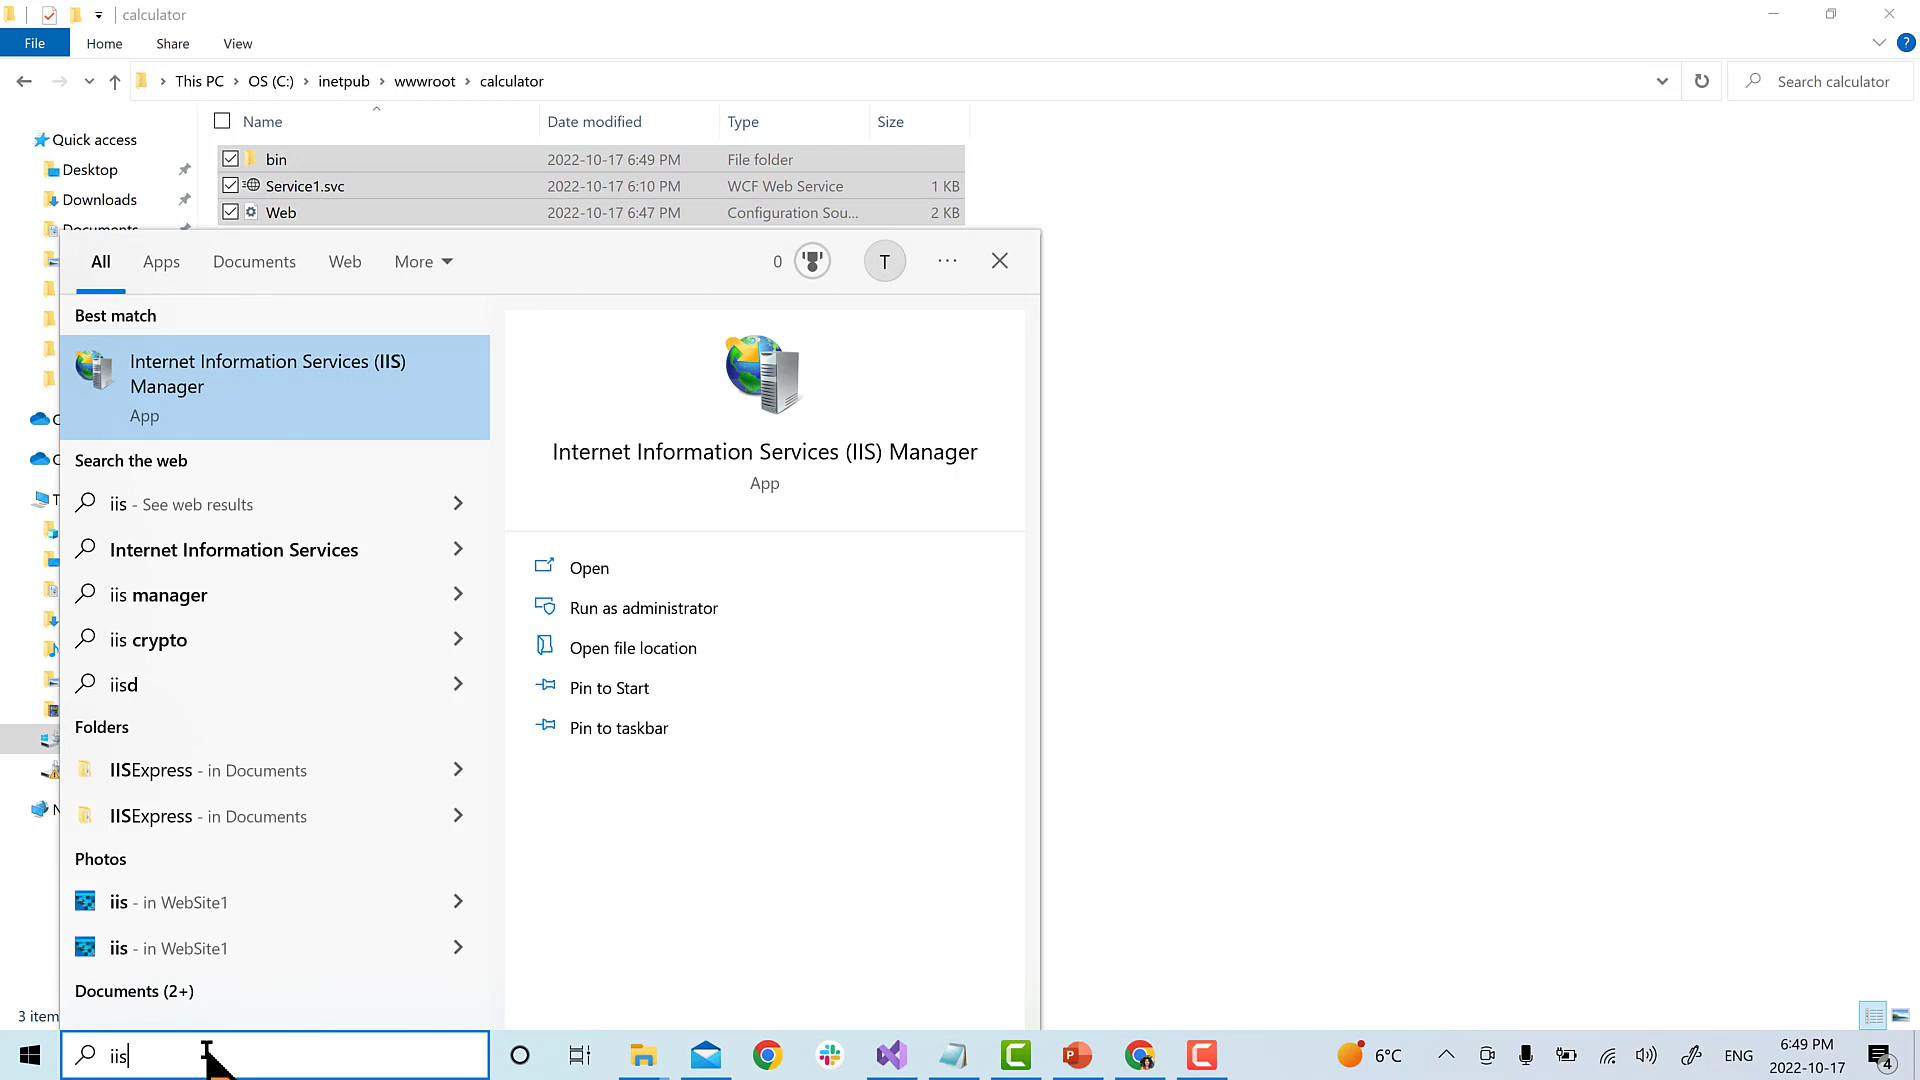 calculator
File Home Share View
This PC OS (C:) inetpub wwwroot calculator Search calculator
Name Date modified Type Size
Quick access
bin 2022-10-17 6:49 PM File folder
Desktop
Service1.svc 2022-10-17 6:10 PM WCF Web Service 1 KB
Downloads
Web 2022-10-17 6:47 PM Configuration Sou... 2 KB
Documents
All Apps Documents Web More 0 T ...
Best match
Internet Information Services (IIS)
Manager
App
Internet Information Services (IIS) Manager
App
Search the web
iis - See web results
Internet Information Services
iis manager
iis crypto
iisd
Open
Run as administrator
Open file location
Pin to Start
Pin to taskbar
Folders
IISExpress - in Documents
IISExpress - in Documents
Photos
iis - in WebSite1
iis - in WebSite1
Documents (2+)
3 item
iis
6°C ENG 6:49 PM
2022-10-17 4